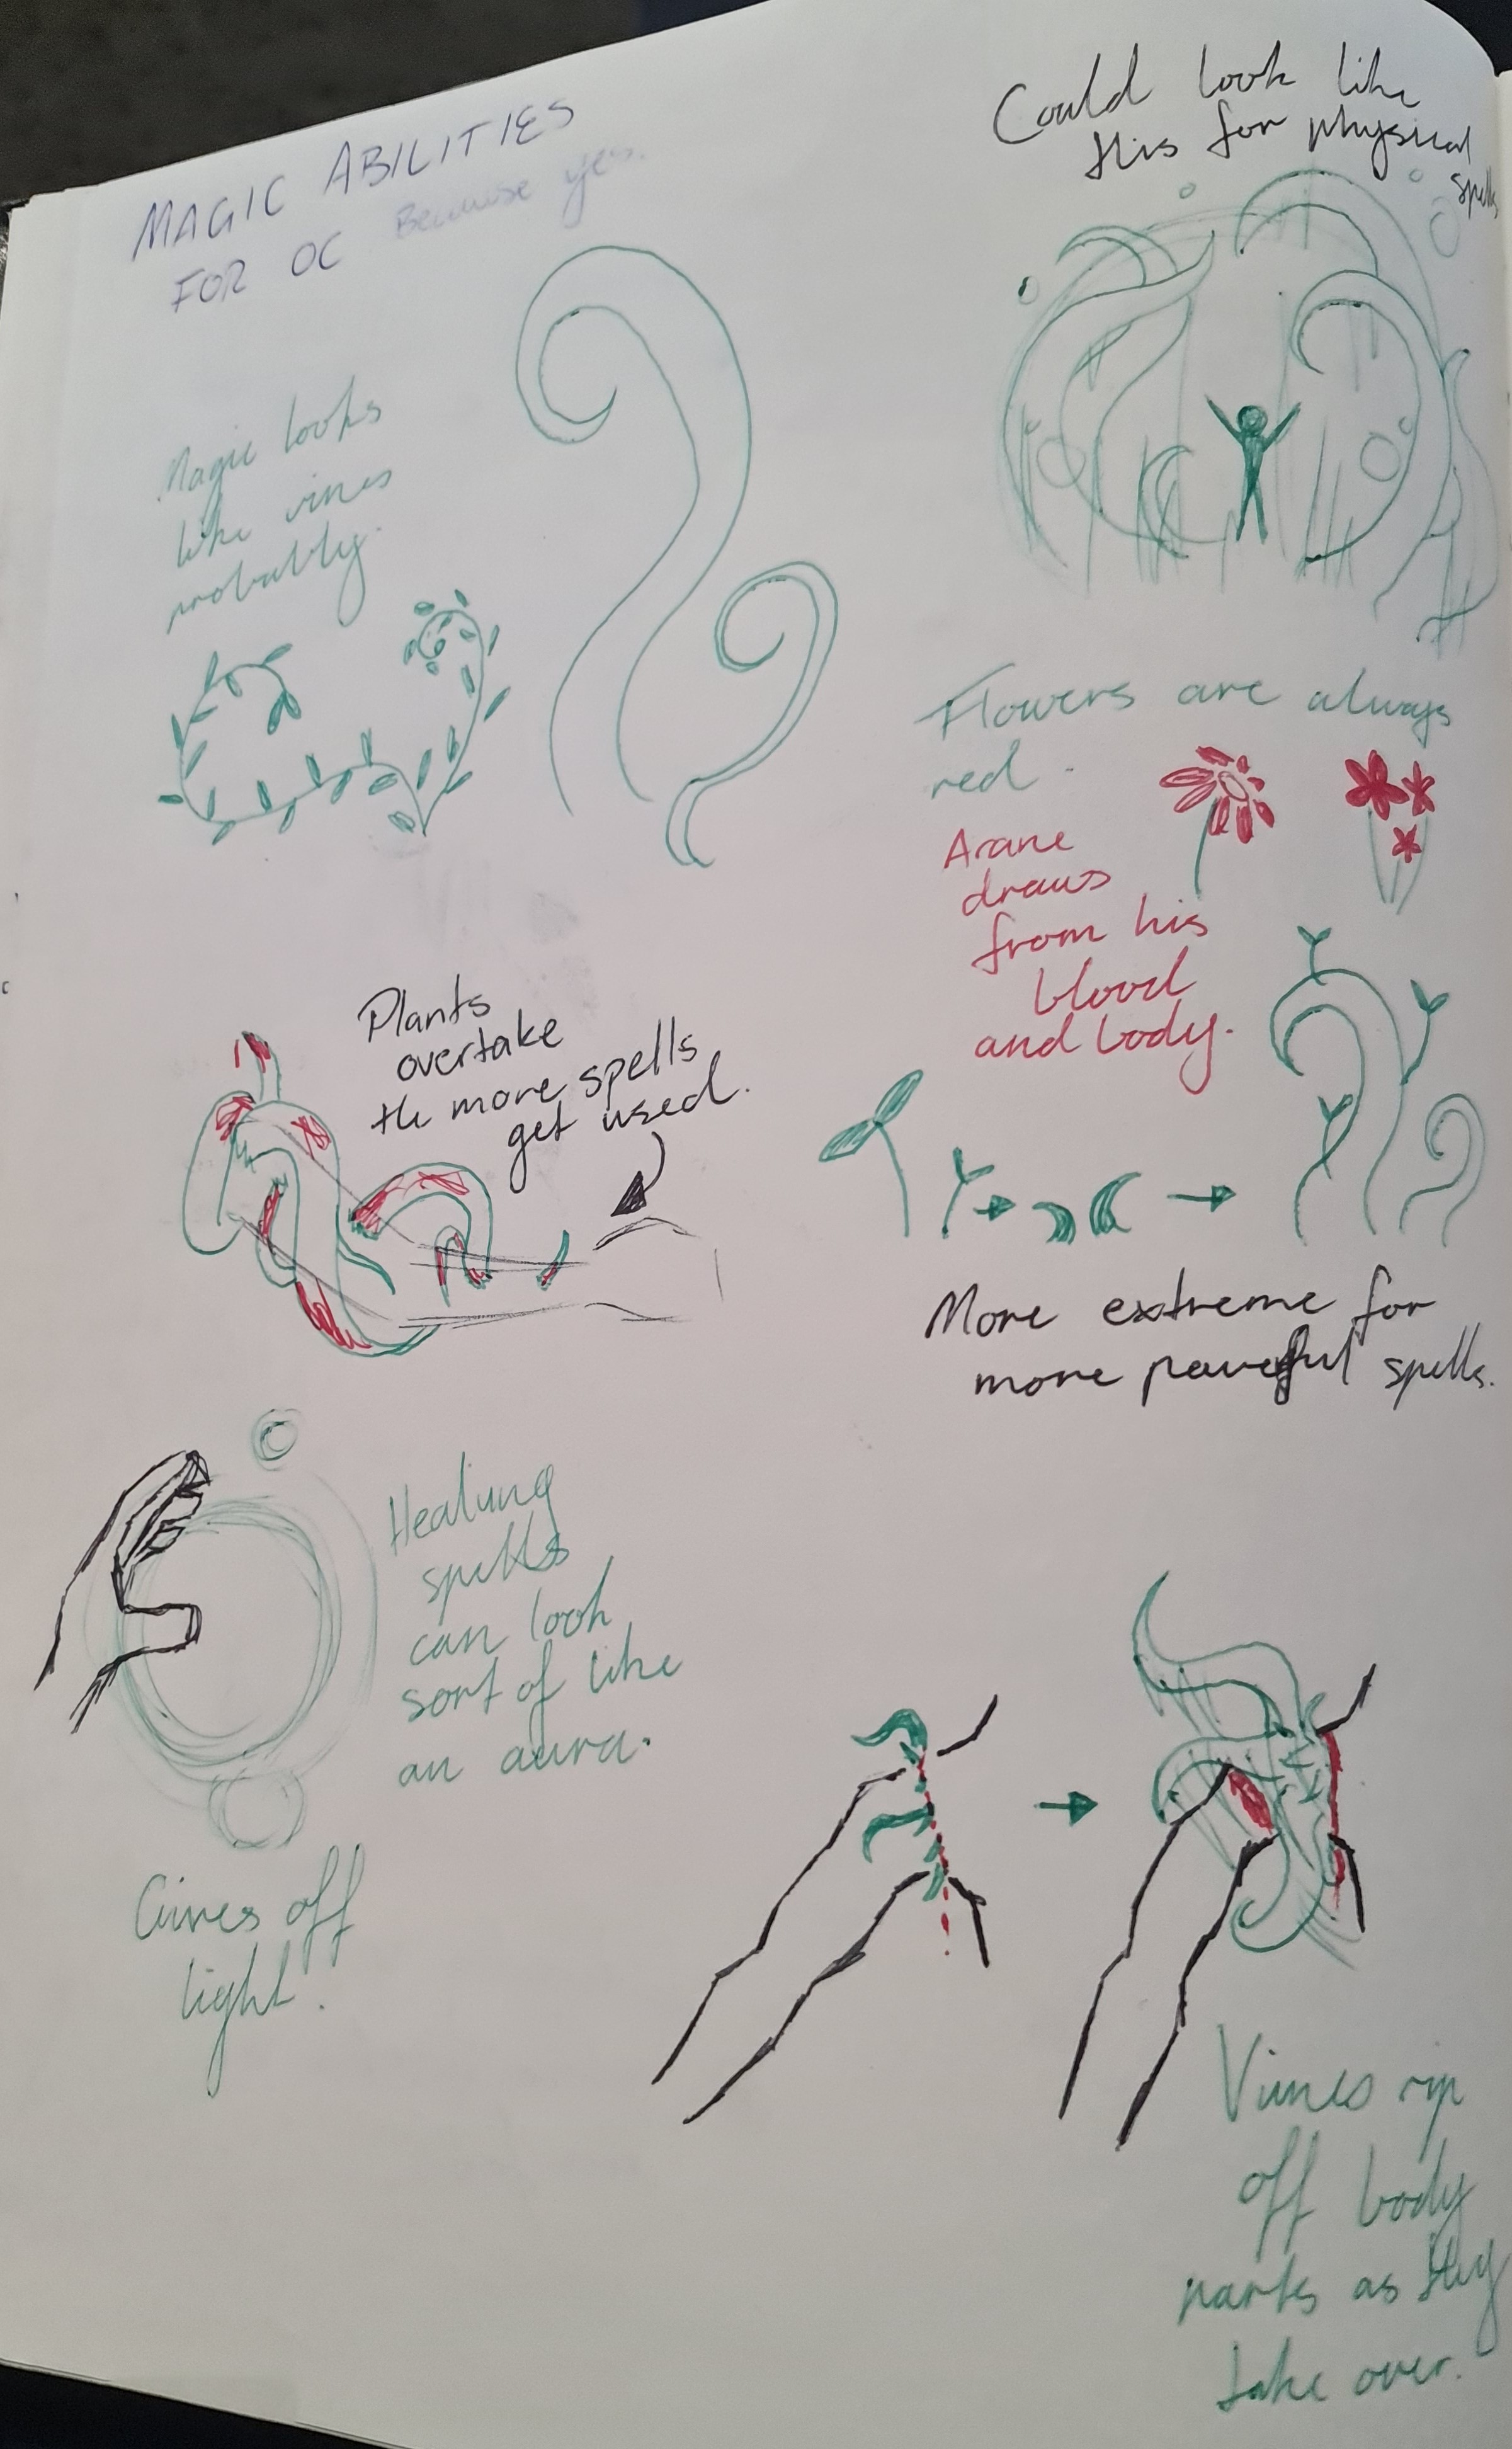 MAGIC ABILITIES
FOR OC Because yes.
Could look like
this for physical
spells
Magic looks
like vines
probably.
Flowers are always
red.
Arane
draws
from his
blood
and body.
Plants
overtake
the more spells
get used.
More extreme for
more powerful spells.
Healing
spells
can look
sort of like
an aura.
Gives off
light.
Vines rip
off body
parts as they
take over.